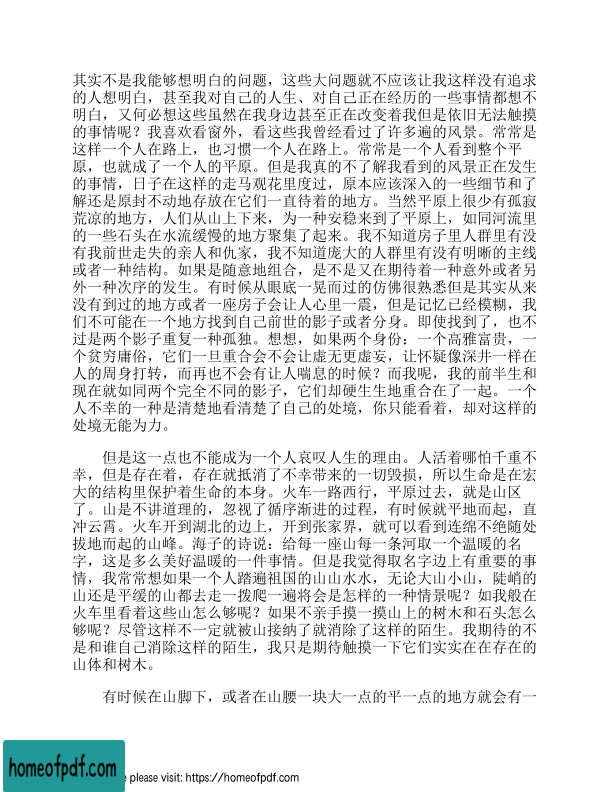 其实不是我能够想明白的问题，这些大问题就不应该让我这样没有追求
的人想明白，甚至我对自己的人生、对自己正在经历的一些事情都想不
明白，又何必想这些虽然在我身边甚至正在改变着我但是依旧无法触摸
的事情呢？我喜欢看窗外，看这些我曾经看过了许多遍的风景。常常是
这样一个人在路上，也习惯一个人在路上。常常是一个人看到整个平
原，也就成了一个人的平原。但是我真的不了解我看到的风景正在发生
的事情，日子在这样的走马观花里度过，原本应该深入的一些细节和了
解还是原封不动地存放在它们一直待着的地方。当然平原上很少有孤寂
荒凉的地方，人们从山上下来，为一种安稳来到了平原上，如同河流里
的一些石头在水流缓慢的地方聚集了起来。我不知道房子里人群里有没
有我前世走失的亲人和仇家，我不知道庞大的人群里有没有明晰的主线
或者一种结构。如果是随意地组合，是不是又在期待着一种意外或者另
外一种次序的发生。有时候从眼底一晃而过的仿佛很熟悉但是其实从来
没有到过的地方或者一座房子会让人心里一震，但是记忆已经模糊，我
们不可能在一个地方找到自己前世的影子或者分身。即使找到了，也不
过是两个影子重复一种孤独。想想，如果两个身份：一个高雅富贵，一
个贫穷庸俗，它们一旦重合会不会让虚无更虚妄，让怀疑像深井一样在
人的周身打转，而再也不会有让人喘息的时候？而我呢，我的前半生和
现在就如同两个完全不同的影子，它们却硬生生地重合在了一起。一个
人不幸的一种是清楚地看清楚了自己的处境，你只能看着，却对这样的
处境无能为力。
但是这一点也不能成为一个人哀叹人生的理由。人活着哪怕千重不
幸，但是存在着，存在就抵消了不幸带来的一切毁损，所以生命是在宏
大的结构里保护着生命的本身。火车一路西行，平原过去，就是山区
了。山是不讲道理的，忽视了循序渐进的过程，有时候就平地而起，直
冲云霄。火车开到湖北的边上，开到张家界，就可以看到连绵不绝随处
拔地而起的山峰。海子的诗说：给每一座山每一条河取一个温暖的名
字，这是多么美好温暖的一件事情。但是我觉得取名字边上有重要的事
情，我常常想如果一个人踏遍祖国的山山水水，无论大山小山，陡峭的
山还是平缓的山都去走一拨爬一遍将会是怎样的一种情景呢？如我般在
火车里看着这些山怎么够呢？如果不亲手摸一摸山上的树木和石头怎么
够呢？尽管这样不一定就被山接纳了就消除了这样的陌生。我期待的不
是和谁自己消除这样的陌生，我只是期待触摸一下它们实实在在存在的
山体和树木。
有时候在山脚下，或者在山腰一块大一点的平一点的地方就会有一
homeofpdf.com
e please visit: https://homeofpdf.com